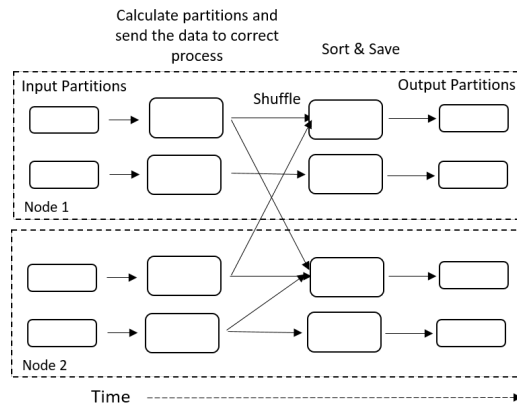 Calculate partitions and
send the data to correct
process
Sort & Save
Input Partitions
Shuffle
Output Partitions
Node 1
Node 2
Time